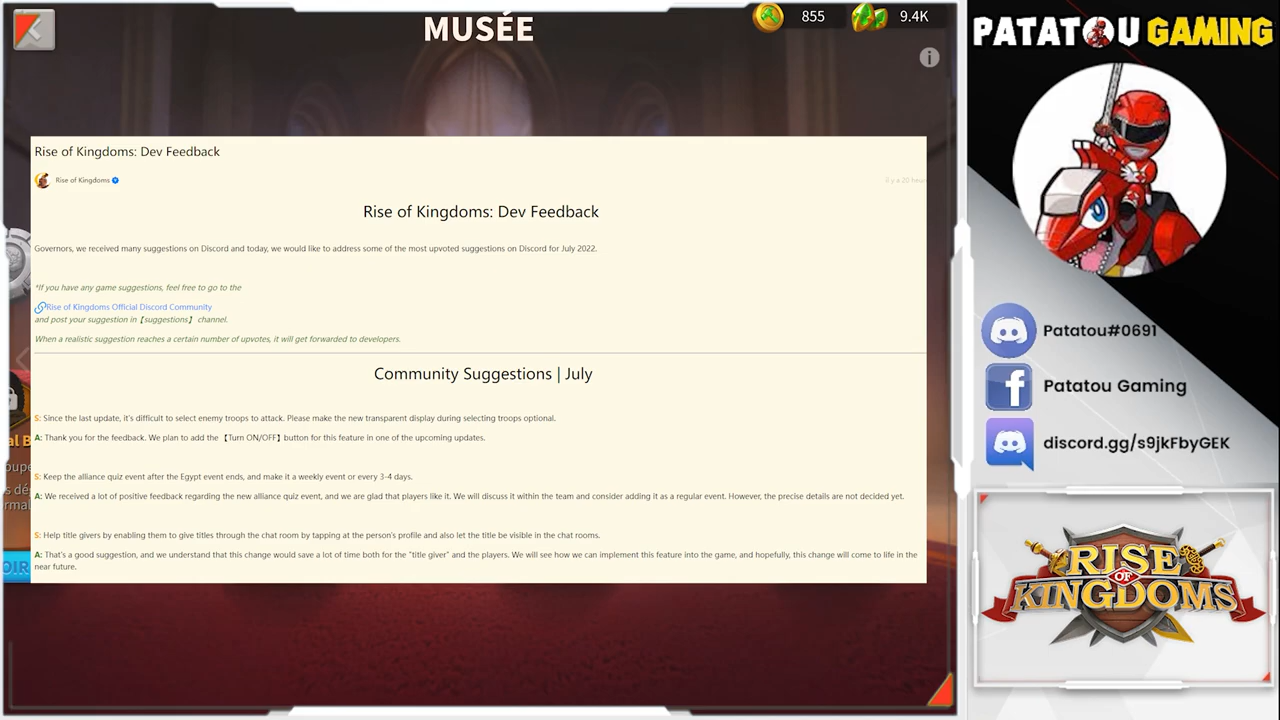 MUSÉE
855
9.4K
Rise of Kingdoms: Dev Feedback
Rise of Kingdoms
il y a 20
Rise of Kingdoms: Dev Feedback
Governors, we received many suggestions on Discord and today, we would like to address some of the most upvoted suggestions on Discord for July 2022.
*If you have any game suggestions, feel free to go to the
Rise of Kingdoms Official Discord Community
and post your suggestion in【suggestions】 channel.
When a realistic suggestion reaches a certain number of upvotes, it will get forwarded to developers.
Community Suggestions | July
S: Since the last update, it's difficult to select enemy troops to attack. Please make the new transparent display during selecting troops optional.
A: Thank you for the feedback. We plan to add the 【Turn ON/OFF】button for this feature in one of the upcoming updates.
S: Keep the alliance quiz event after the Egypt event ends, and make it a weekly event or every 3-4 days.
A: We received a lot of positive feedback regarding the new alliance quiz event, and we are glad that players like it. We will discuss it within the team and consider adding it as a regular event. However, the precise details are not decided yet.
S: Help title givers by enabling them to give titles through the chat room by tapping at the person's profile and also let the title be visible in the chat rooms.
A: That's a good suggestion, and we understand that this change would save a lot of time both for the "title giver" and the players. We will see how we can implement this feature into the game, and hopefully, this change will come to life in the
near future.
PATATOU GAMING
Patatou#0691
Patatou Gaming
discord.gg/s9jkFbyGEK
RISE
OF
KINGDOMS